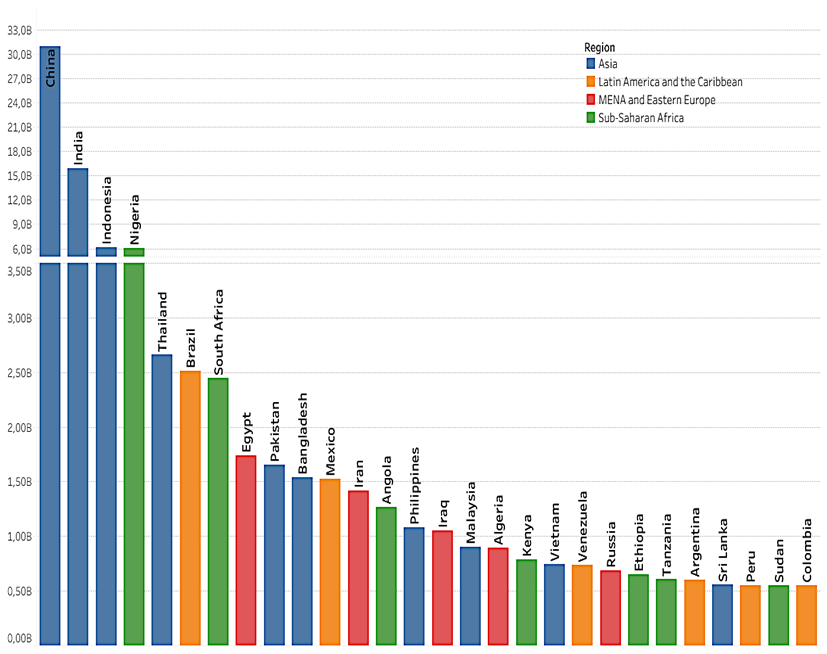 33,0B
30,0B
27,0B
24,0B
21,0B
18,0B
15,0B
12,0B
9,0B
6,0B
3,50B
3,00B
2,50B
2,00B
1,50B
1,00B
0,50B
0,00B
Region
Asia
Latin America and the Caribbean
MENA and Eastern Europe
Sub-Saharan Africa
China
India
Indonesia
Nigeria
Thailand
Brazil
South Africa
Egypt
Pakistan
Bangladesh
Mexico
Iran
Angola
Philippines
Iraq
Malaysia
Algeria
Kenya
Vietnam
Venezuela
Russia
Ethiopia
Tanzania
Argentina
Sri Lanka
Peru
Sudan
Colombia